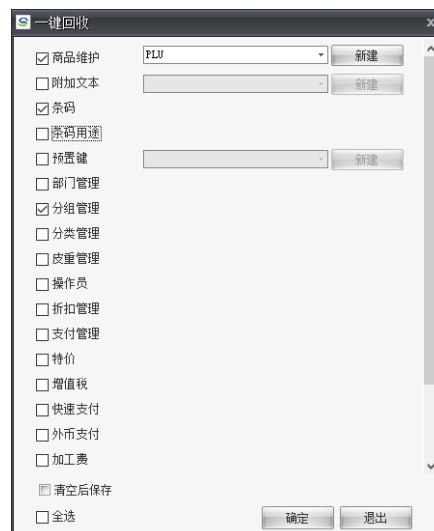 一键回收
商品维护 PLU 新建
附加文本 新建
条码
条码用途
预置键 新建
部门管理
分组管理
分类管理
皮重管理
操作员
折扣管理
支付管理
特价
增值税
快速支付
外币支付
加工费
清空后保存
全选 确定 退出